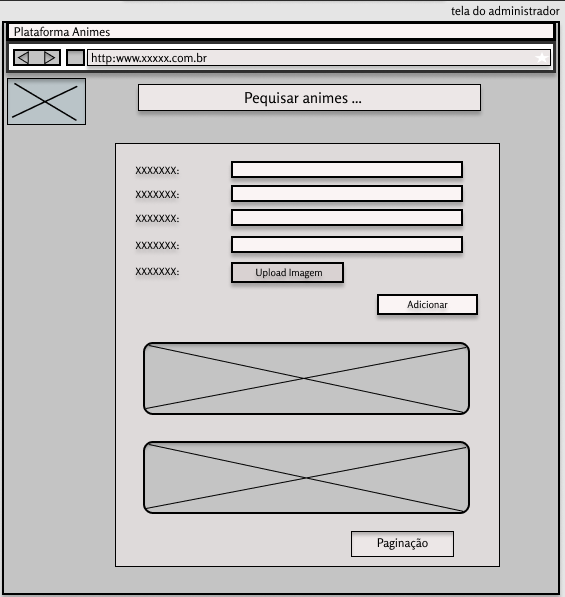 tela do administrador
Plataforma Animes
http:www.xxxxx.com.br
Pequisar animes ...
XXXXXXX:
XXXXXXX:
XXXXXXX:
XXXXXXX:
XXXXXXX: Upload Imagem
Adicionar
Paginação